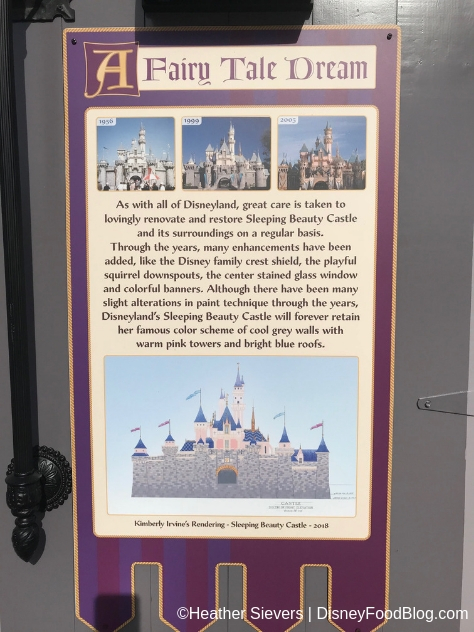 A Fairy Tale Dream
1956
1999
2005
As with all of Disneyland, great care is taken to
lovingly renovate and restore Sleeping Beauty Castle
and its surroundings on a regular basis.
Through the years, many enhancements have been
added, like the Disney family crest shield, the playful
squirrel downspouts, the center stained glass window
and colorful banners. Although there have been many
slight alterations in paint technique through the years,
Disneyland's Sleeping Beauty Castle will forever retain
her famous color scheme of cool grey walls with
warm pink towers and bright blue roofs.
CASTLE
Kimberly Irvine's Rendering - Sleeping Beauty Castle - 2018
©Heather Sievers | DisneyFoodBlog.com